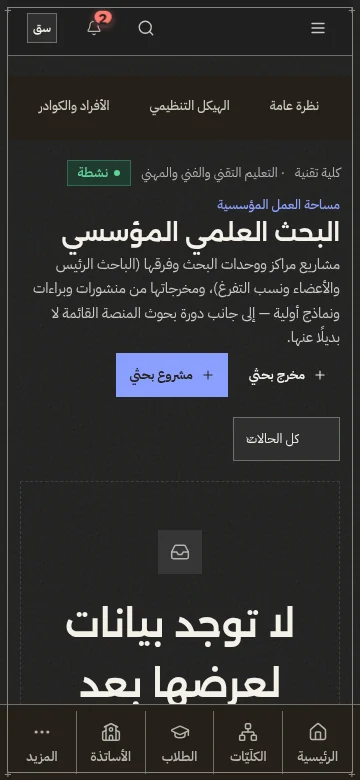 سق
2
نظرة عامة
الهيكل التنظيمي
الأفراد والكوادر
كلية تقنية · التعليم التقني والفني والمهني
نشطة
مساحة العمل المؤسسية
البحث العلمي المؤسسي
مشاريع مراكز ووحدات البحث وفرقها (الباحث الرئيس
والأعضاء ونسب التفرغ)، ومخرجاتها من منشورات وبراءات
ونماذج أولية — إلى جانب دورة بحوث المنصة القائمة لا
بديلًا عنها.
+ مخرج بحثي
+ مشروع بحثي
كل الحالات
لا توجد بيانات
لعرضها بعد
الرئيسية
الكليّات
الطلاب
الأساتذة
المزيد